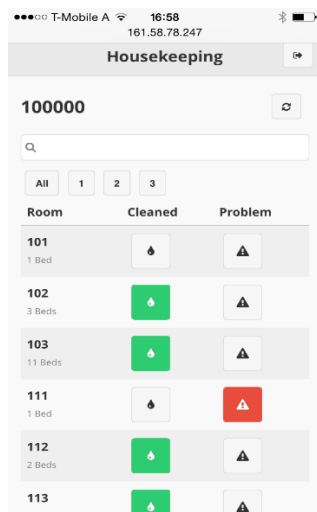 T-Mobile A 16:58
161.58.78.247
Housekeeping
100000
All 1 2 3
Room Cleaned Problem
101
1 Bed
102
3 Beds
103
11 Beds
111
1 Bed
112
2 Beds
113